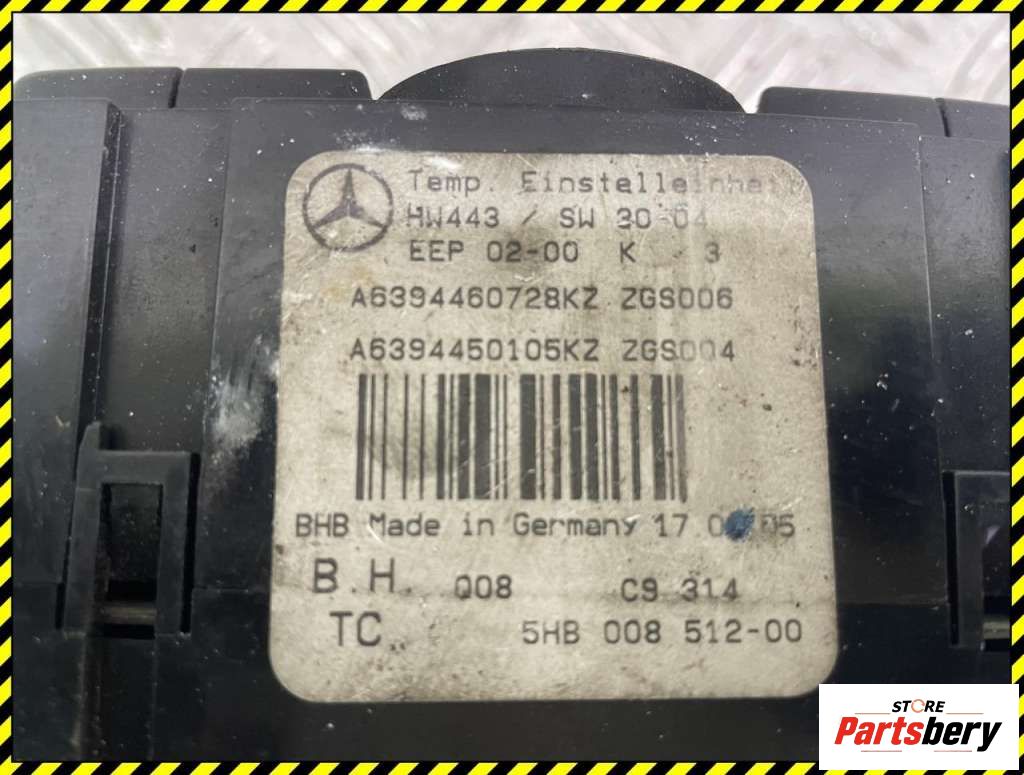 Temp. Einstelleinheit
HW443 / SW 30-04
EEP 02-00 K 3
A6394460728KZ ZGS006
A6394450105KZ ZGS004
BHB Made in Germany 17.
B.H. Q08 C9 314
TC. 5HB 008 512-00
STORE
Partsbery